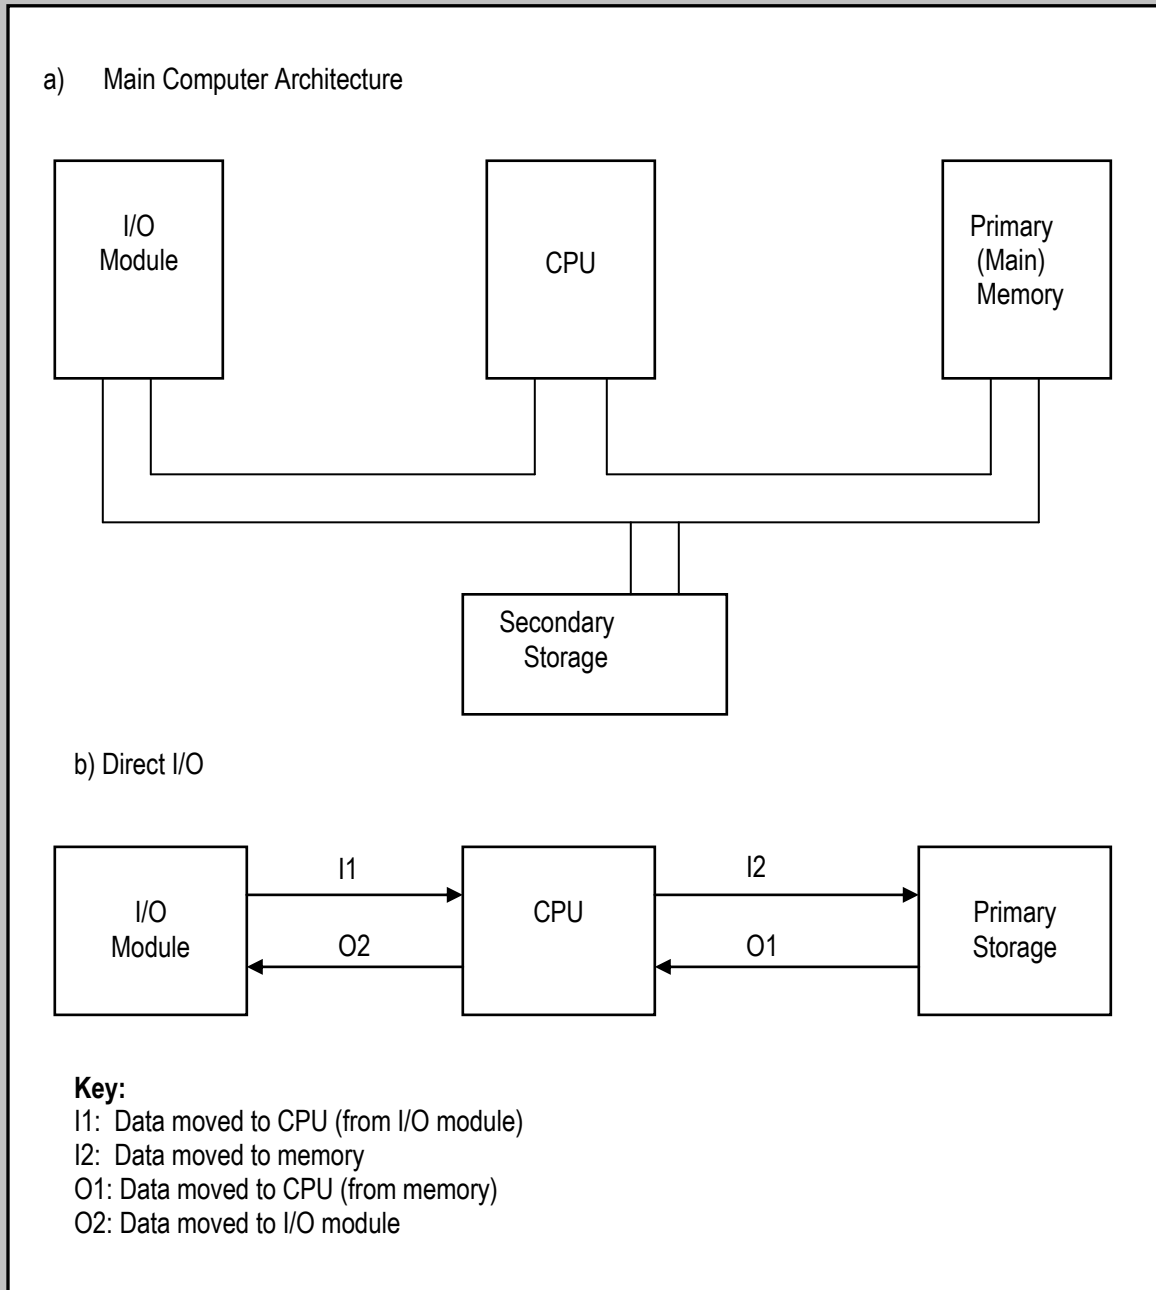 a) Main Computer Architecture
I/O
Module
CPU
Primary
(Main)
Memory
Secondary
Storage
b) Direct I/O
I/O
Module
I1
O2
CPU
I2
O1
Primary
Storage
Key:
I1: Data moved to CPU (from I/O module)
I2: Data moved to memory
O1: Data moved to CPU (from memory)
O2: Data moved to I/O module